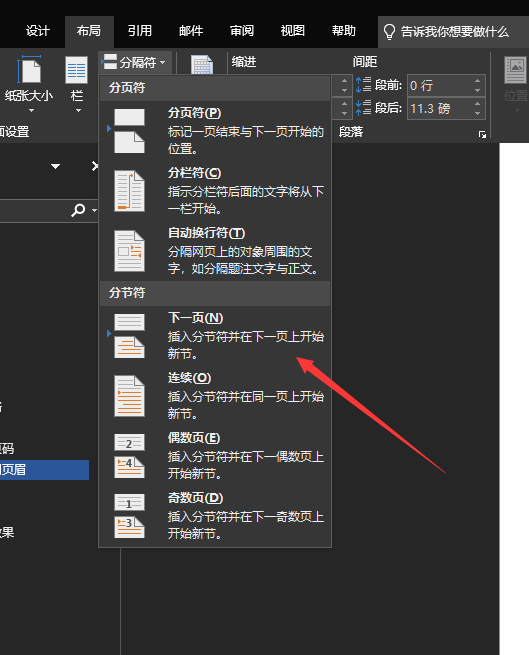 设计 布局 引用 邮件 审阅 视图 帮助 告诉我你想要做什么
分隔符 缩进 间距
纸张大小 栏 段前: 0 行
段后: 11.3 磅
面设置 段落 位置
分页符
分页符(P)
标记一页结束与下一页开始的
位置。
分栏符(C)
指示分栏符后面的文字将从下
一栏开始。
自动换行符(T)
分隔网页上的对象周围的文
字，如分隔题注文字与正文。
分节符
下一页(N)
插入分节符并在下一页上开始
新节。
连续(O)
插入分节符并在同一页上开始
新节。
偶数页(E)
2
4
插入分节符并在下一偶数页上
开始新节。
奇数页(D)
1
3
插入分节符并在下一奇数页上
开始新节。
页码
页眉
效果